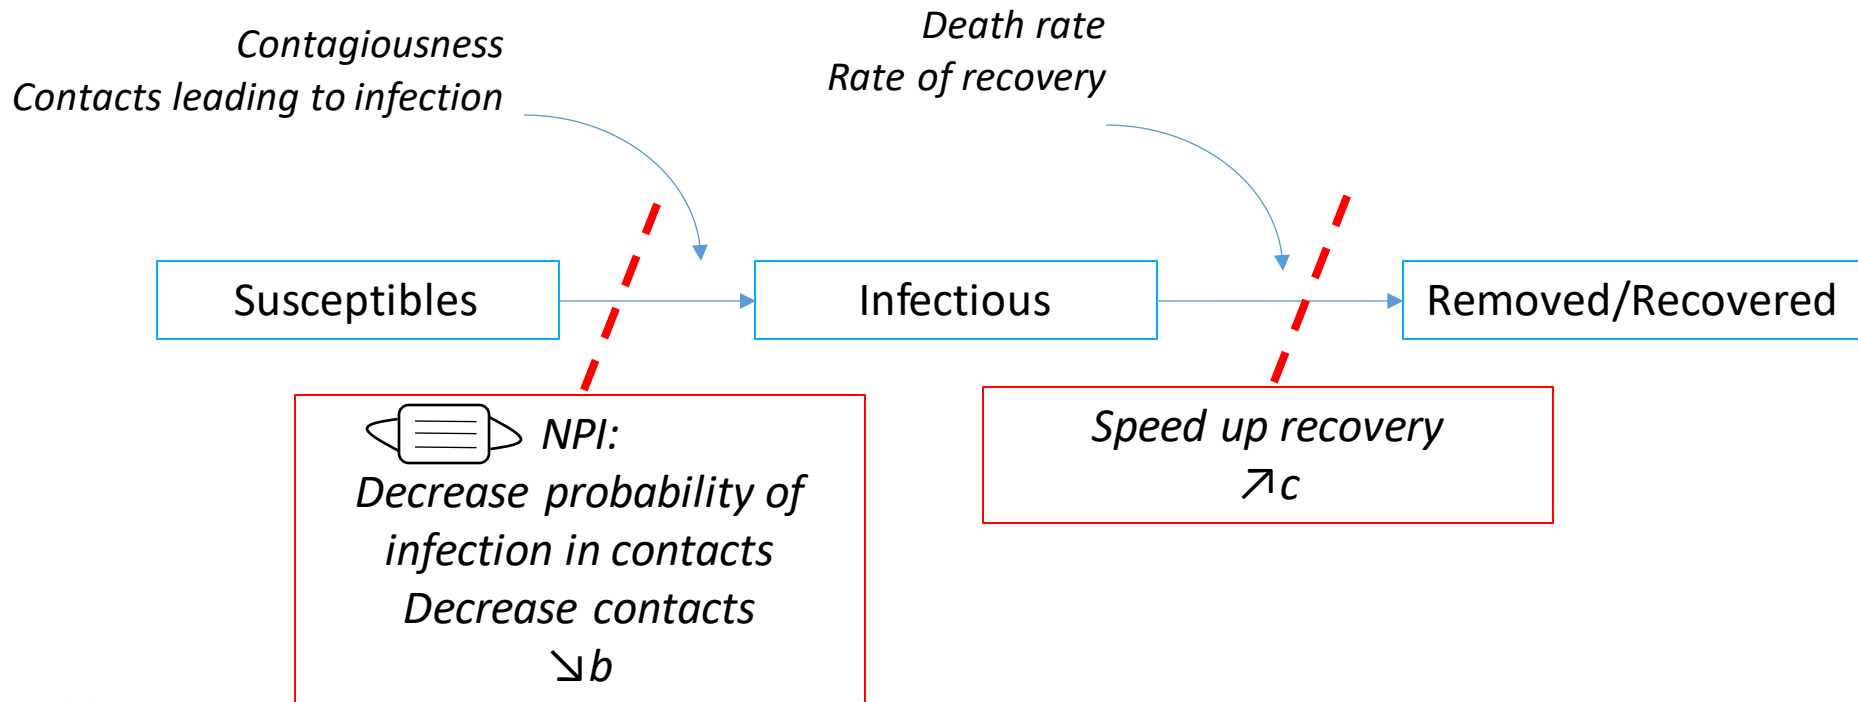 Contagiousness
Contacts leading to infection
Death rate
Rate of recovery
Susceptibles
Infectious
Removed/Recovered
NPI:
Decrease probability of
infection in contacts
Decrease contacts
↘b
Speed up recovery
↗c